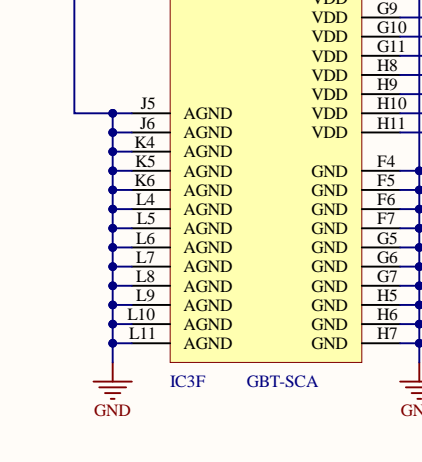 VDD G9
VDD G10
VDD G11
VDD H8
VDD H9
J5 AGND VDD H10
J6 AGND VDD H11
K4 AGND
K5 AGND GND F4
K6 AGND GND F5
L4 AGND GND F6
L5 AGND GND F7
L6 AGND GND G5
L7 AGND GND G6
L8 AGND GND G7
L9 AGND GND H5
L10 AGND GND H6
L11 AGND GND H7
IC3F GBT-SCA
GND